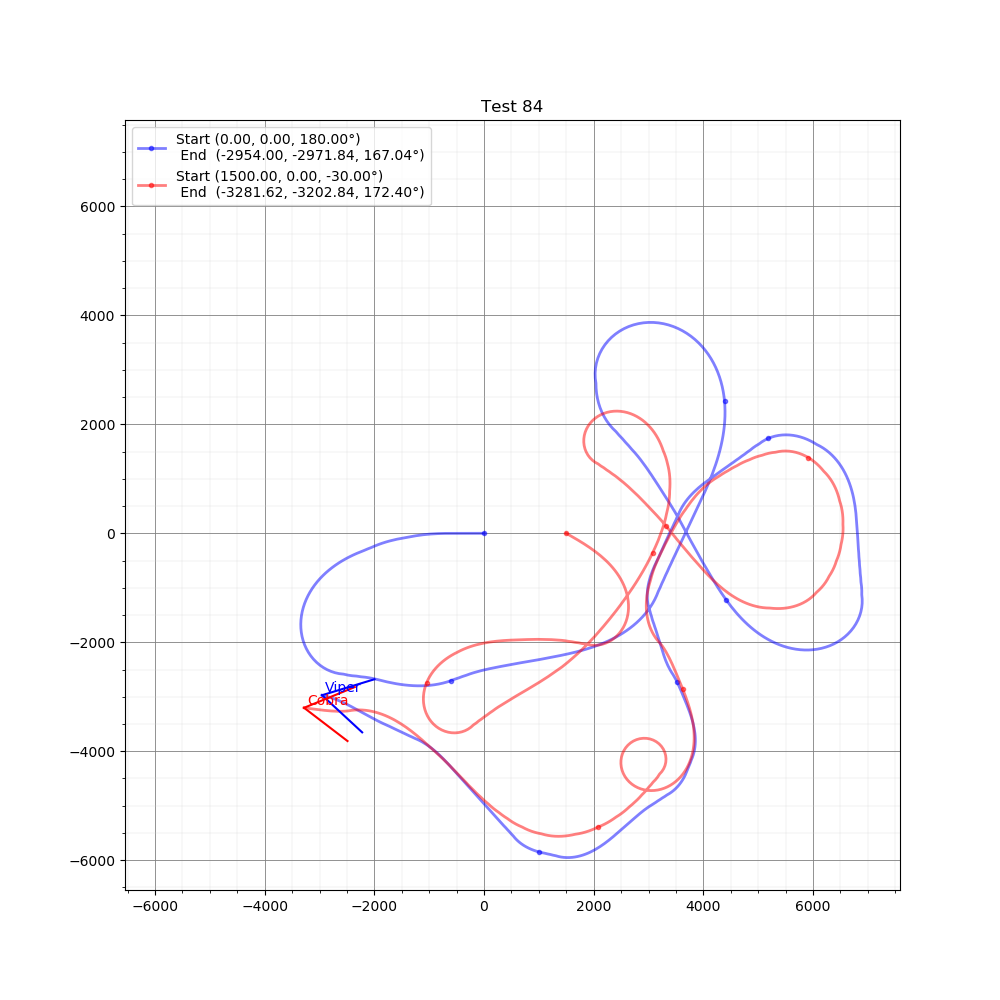 Test 84
Start (0.00, 0.00, 180.00°)
End (-2954.00, -2971.84, 167.04°)
Start (1500.00, 0.00, -30.00°)
End (-3281.62, -3202.84, 172.40°)
6000
4000
2000
0
−2000
−4000
−6000
Viper
Cobra
−6000 −4000 −2000 0 2000 4000 6000